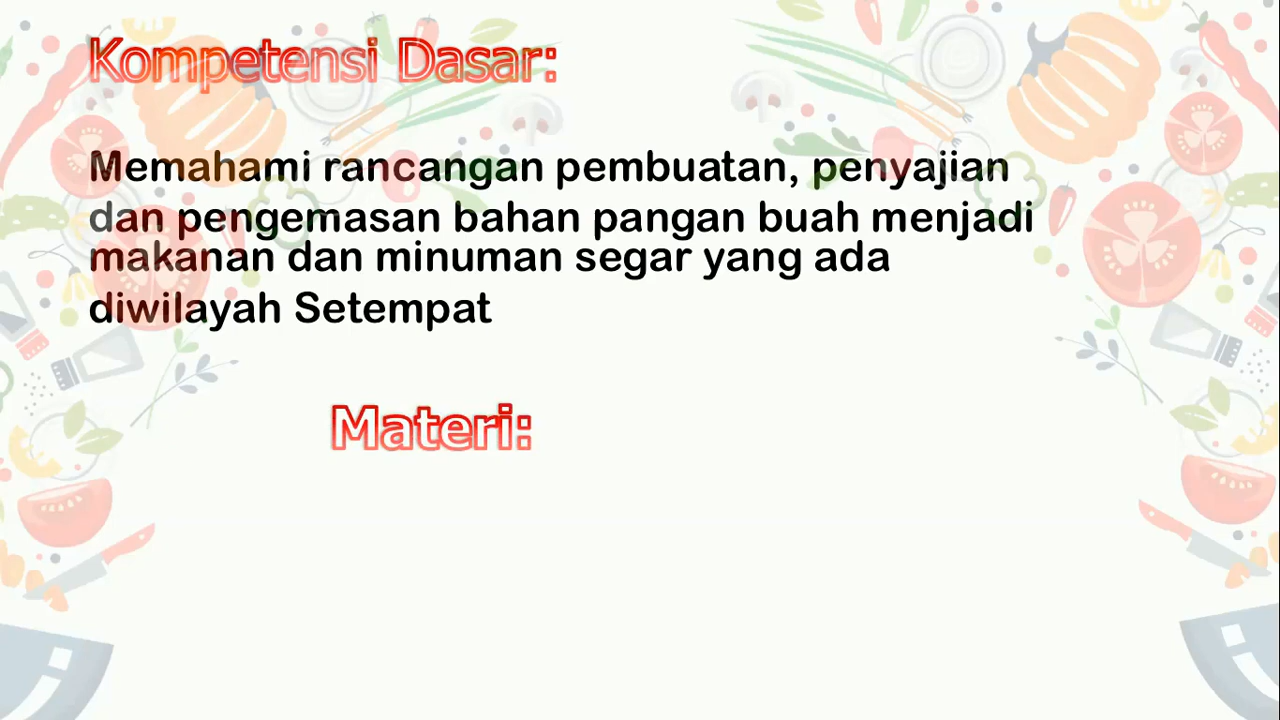 Kompetensi Dasar:
Memahami rancangan pembuatan, penyajian
dan pengemasan bahan pangan buah menjadi
makanan dan minuman segar yang ada
diwilayah Setempat
Materi: